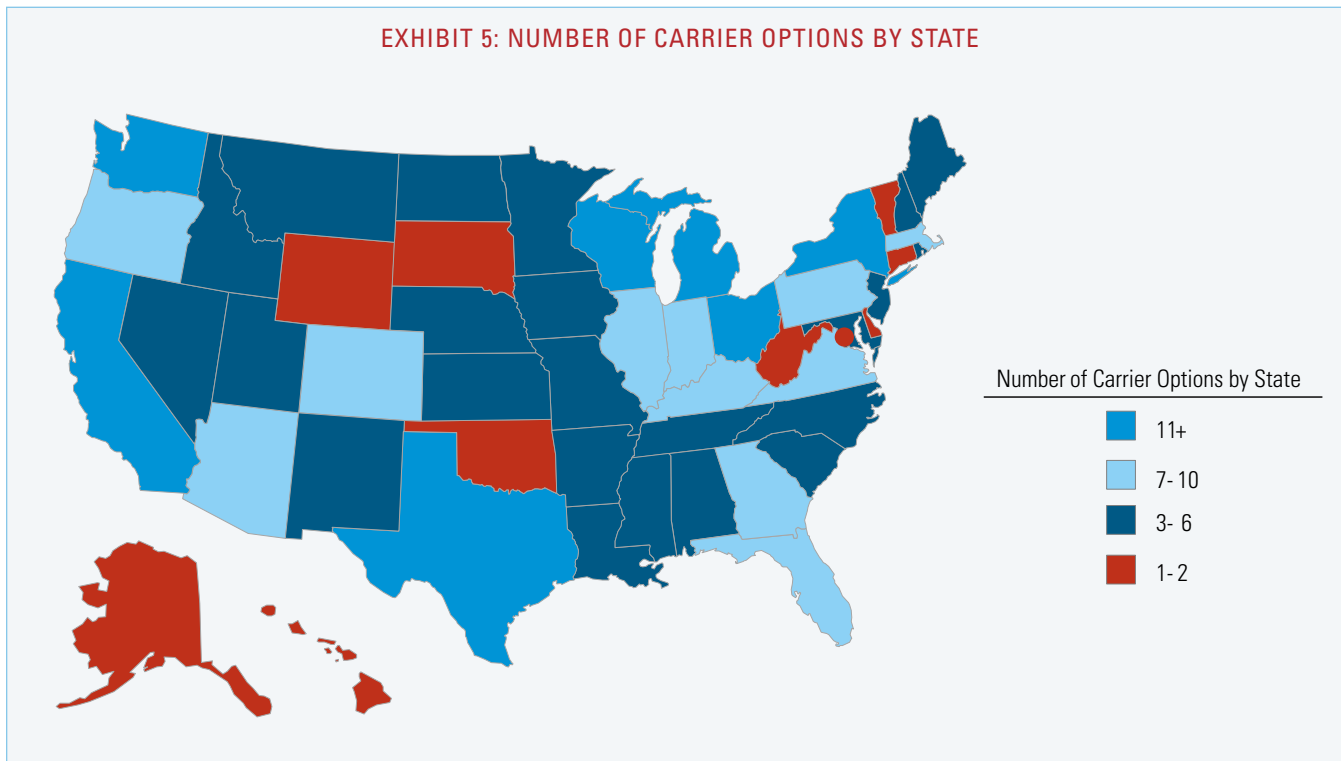 EXHIBIT 5: NUMBER OF CARRIER OPTIONS BY STATE
Number of Carrier Options by State
11+
7- 10
3- 6
1- 2